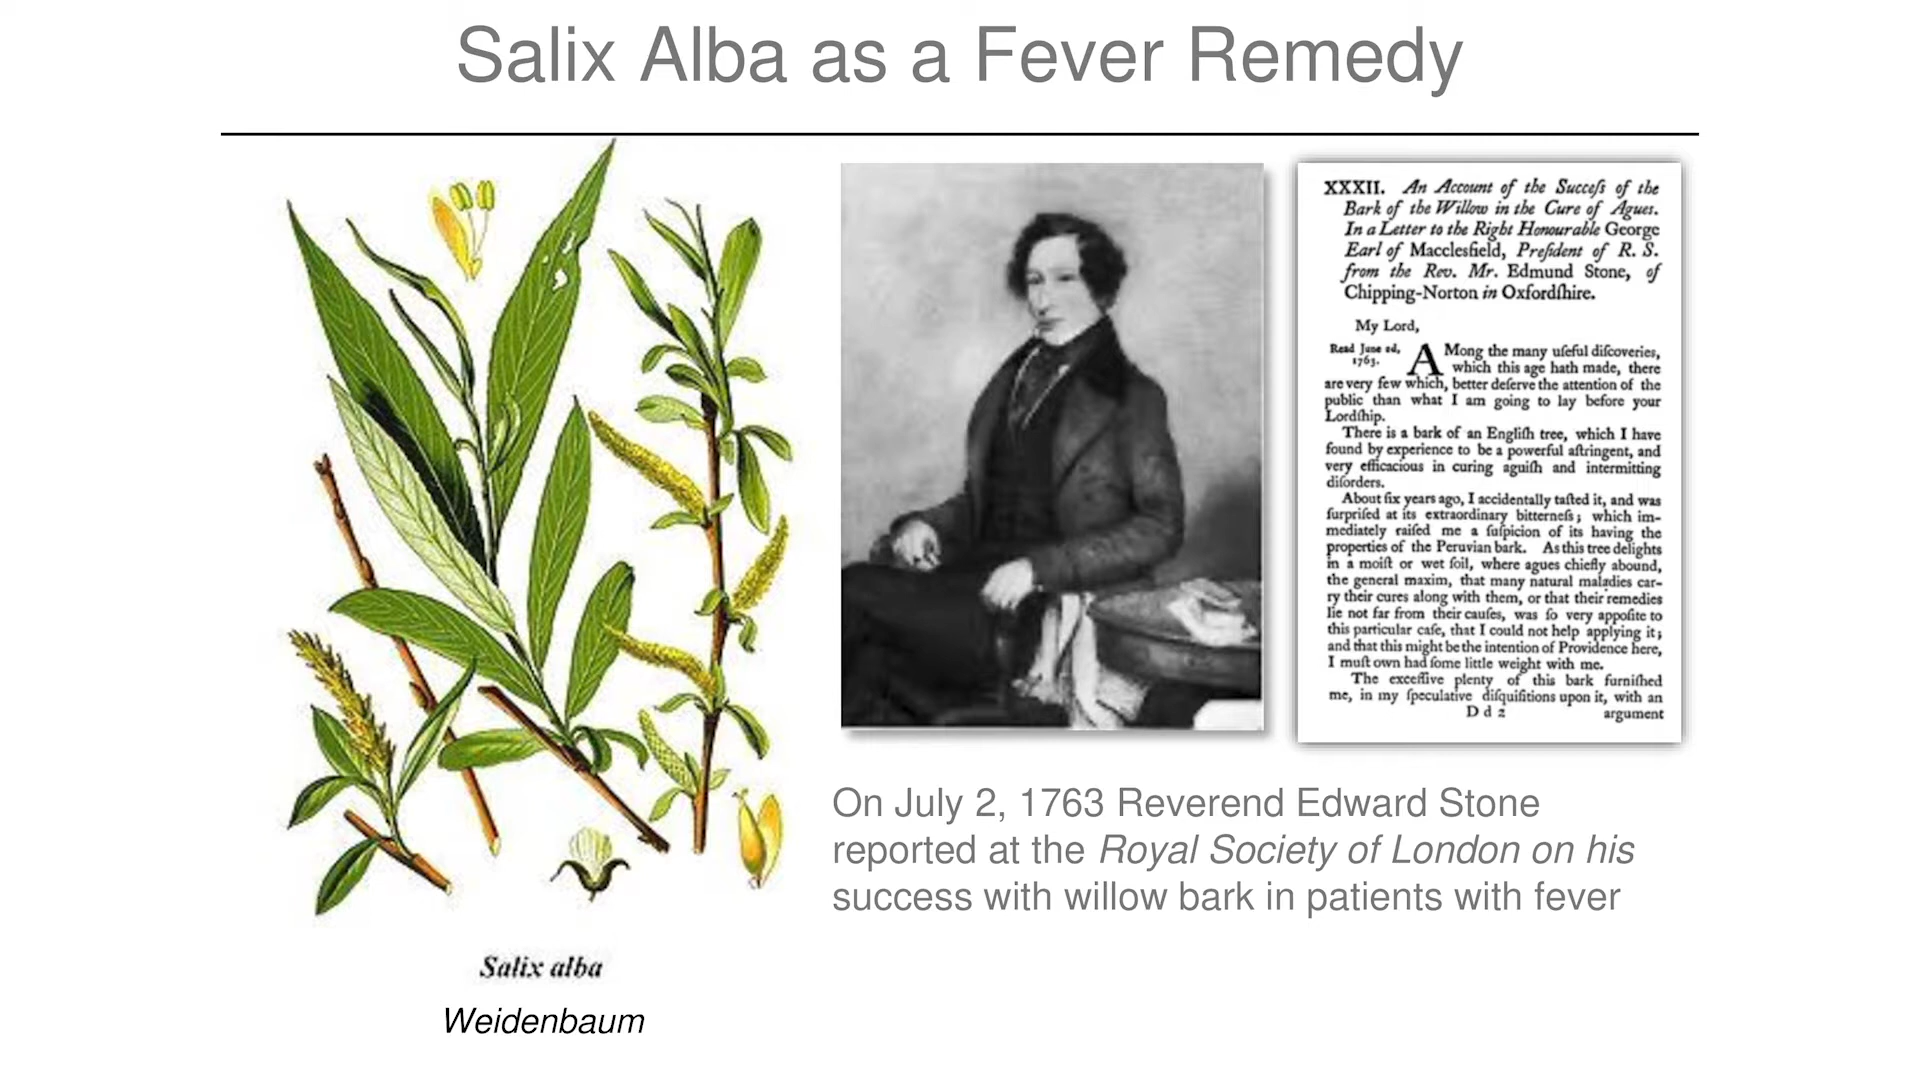 Salix Alba as a Fever Remedy
XXXII. An Account of the Succeſs of the
Bark of the Willow in the Cure of Agues.
In a Letter to the Right Honourable George
Earl of Macclesfield, Preſident of R. S.
from the Rev. Mr. Edmund Stone, of
Chipping-Norton in Oxfordſhire.
My Lord,
Read June 2d,
1763.
AMong the many uſeful diſcoveries,
which this age hath made, there
are very few which, better deſerve the attention of the
public than what I am going to lay before your
Lordſhip.
There is a bark of an Engliſh tree, which I have
found by experience to be a powerful aſtringent, and
very efficacious in curing aguiſh and intermitting
diſorders.
About ſix years ago, I accidentally taſted it, and was
ſurpriſed at its extraordinary bitterneſs; which im-
mediately raiſed me a ſuſpicion of its having the
properties of the Peruvian bark. As this tree delights
in a moiſt or wet ſoil, where agues chiefly abound,
the general maxim, that many natural maladies car-
ry their cures along with them, or that their remedies
lie not far from their cauſes, was ſo very appoſite to
this particular caſe, that I could not help applying it;
and that this might be the intention of Providence here,
I muſt own had ſome little weight with me.
The exceſſive plenty of this bark furniſhed
me, in my ſpeculative diſquiſitions upon it, with an
D d 2 argument
On July 2, 1763 Reverend Edward Stone
reported at the Royal Society of London on his
success with willow bark in patients with fever
Salix alba
Weidenbaum